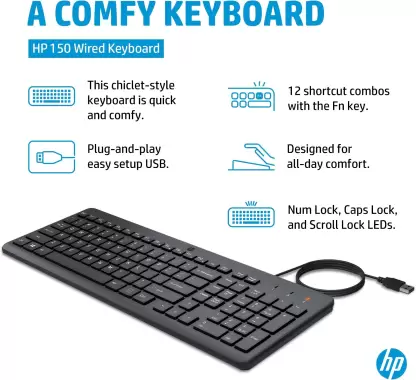 A COMFY KEYBOARD
HP 150 Wired Keyboard
This chiclet-style
keyboard is quick
and comfy.
12 shortcut combos
with the Fn key.
Plug-and-play
easy setup USB.
Designed for
all-day comfort.
Num Lock, Caps Lock,
and Scroll Lock LEDs.
hp